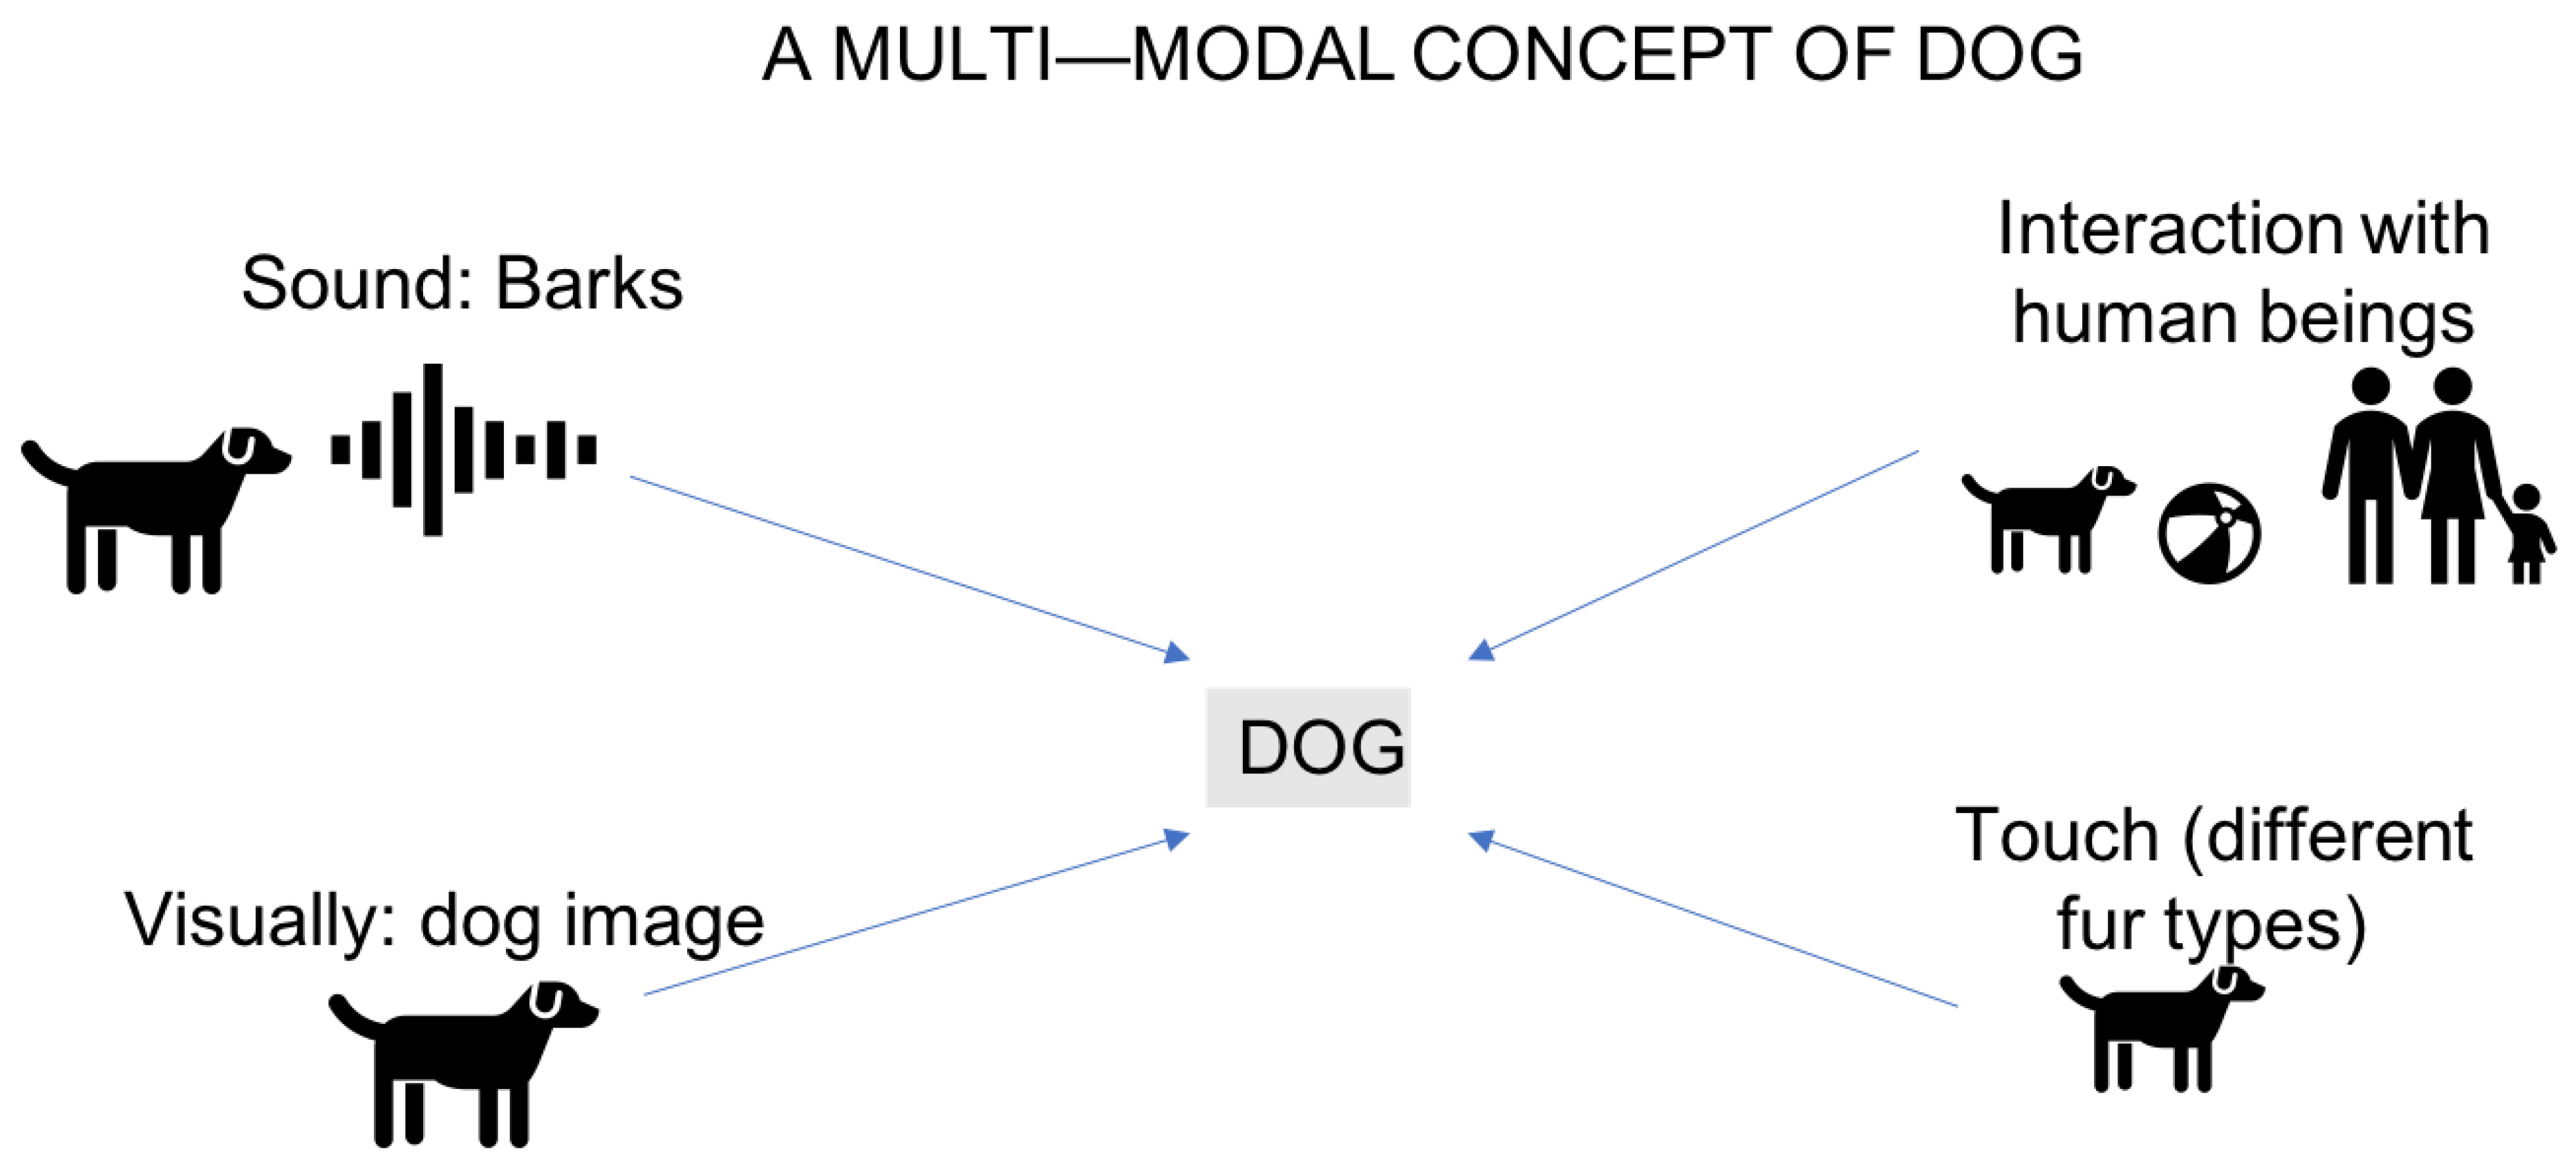 A MULTI—MODAL CONCEPT OF DOG
Sound: Barks
Interaction with
human beings
DOG
Visually: dog image
Touch (different
fur types)